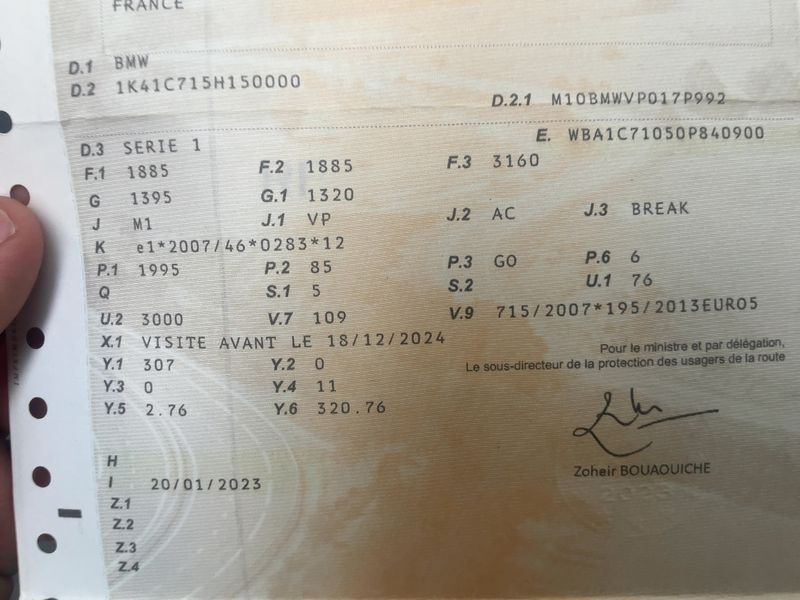 FRANCE
D.1 BMW
D.2 1K41C715H150000
D.2.1 M10BMWVP017P992
E. WBA1C71050P840900
D.3 SERIE 1
F.1 1885 F.2 1885 F.3 3160
G 1395 G.1 1320
J M1 J.1 VP J.2 AC J.3 BREAK
K e1*2007/46*0283*12
P.1 1995 P.2 85 P.3 GO P.6 6
Q S.1 5 S.2 U.1 76
U.2 3000 V.7 109 V.9 715/2007*195/2013EURO5
X.1 VISITE AVANT LE 18/12/2024
Y.1 307 Y.2 0
Y.3 0 Y.4 11
Y.5 2.76 Y.6 320.76
Pour le ministre et par délégation,
Le sous-directeur de la protection des usagers de la route
Zoheir BOUAOUICHE
H
I 20/01/2023
Z.1
Z.2
Z.3
Z.4